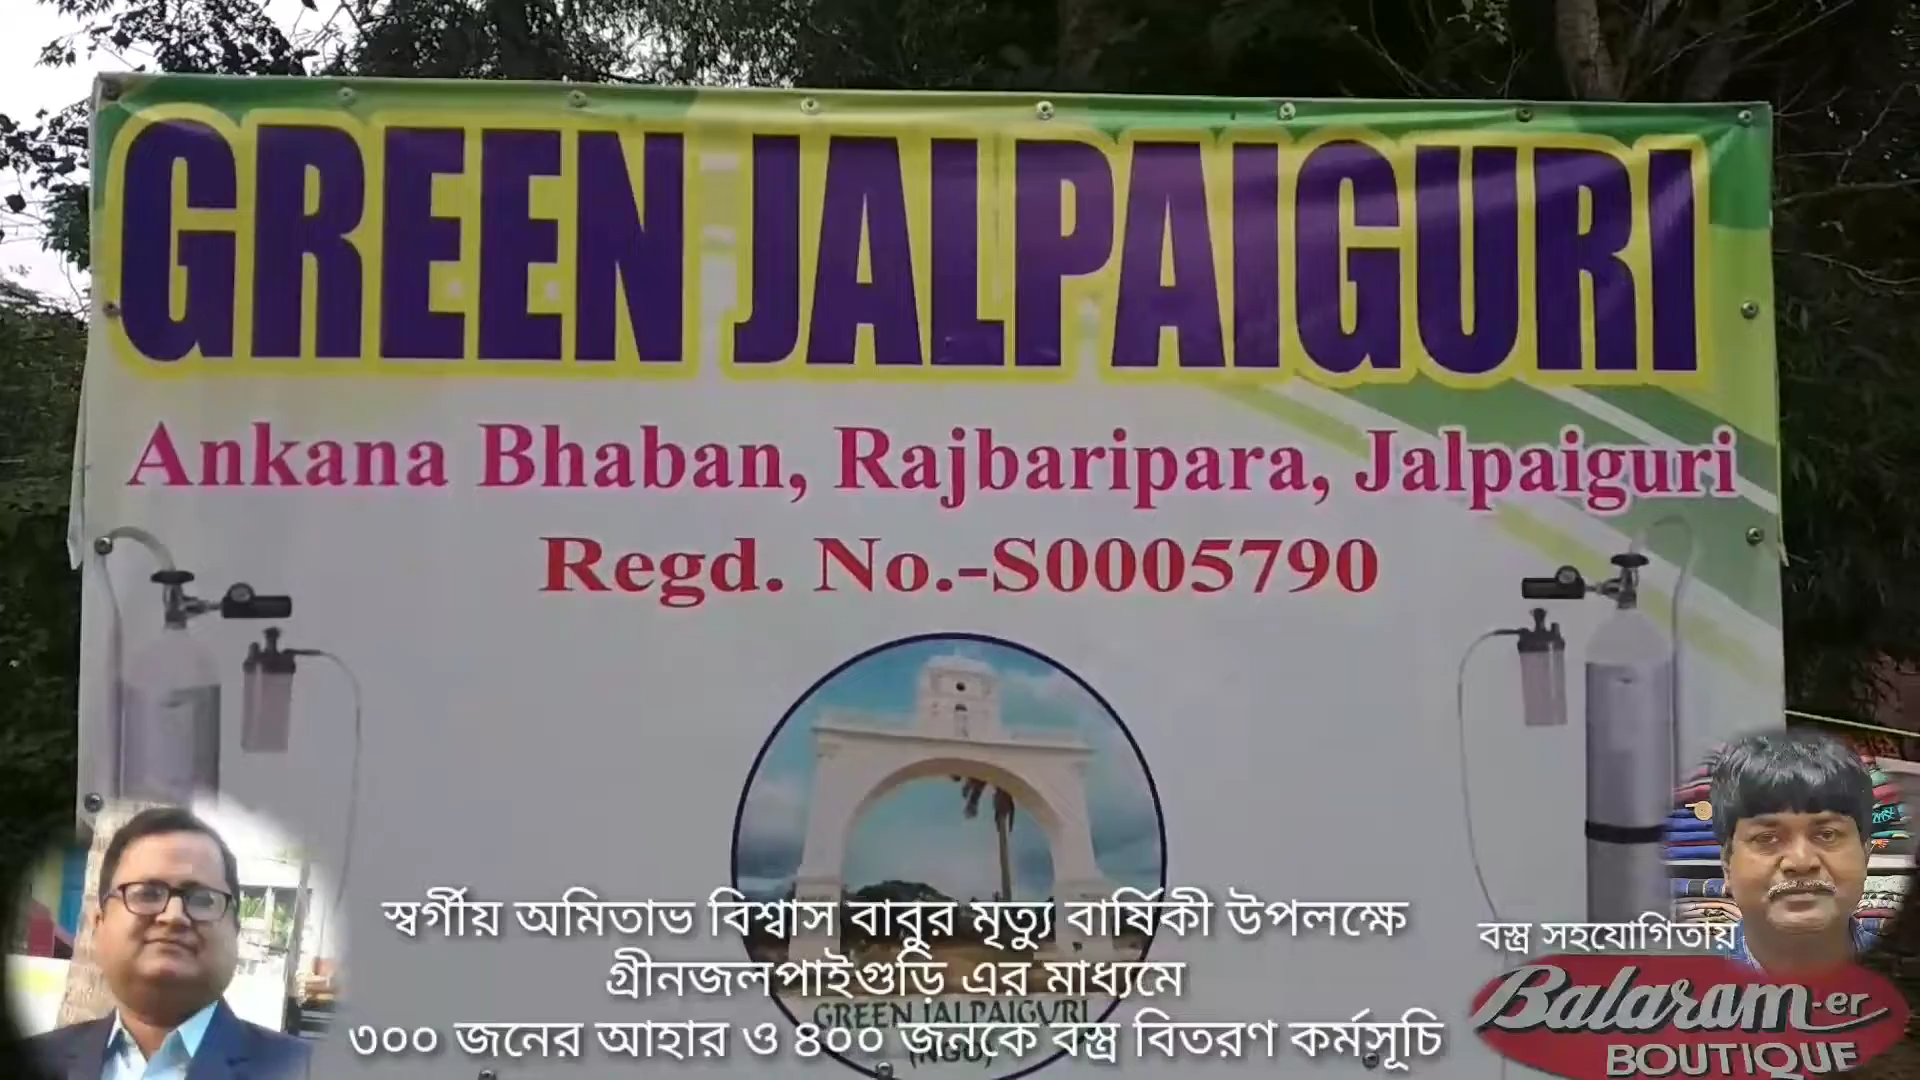 GREEN JALPAIGURI
Ankana Bhaban, Rajbaripara, Jalpaiguri
Regd. No.-S0005790
স্বর্গীয় অমিতাভ বিশ্বাস বাবুর মৃত্যু বার্ষিকী উপলক্ষে
গ্রীনজলপাইগুড়ি এর মাধ্যমে
GREEN JALPAIGURI
(NGO)
৩০০ জনের আহার ও ৪০০ জনকে বস্ত্র বিতরণ কর্মসূচি
বস্ত্র সহযোগিতায়
Balaram-er
BOUTIQUE